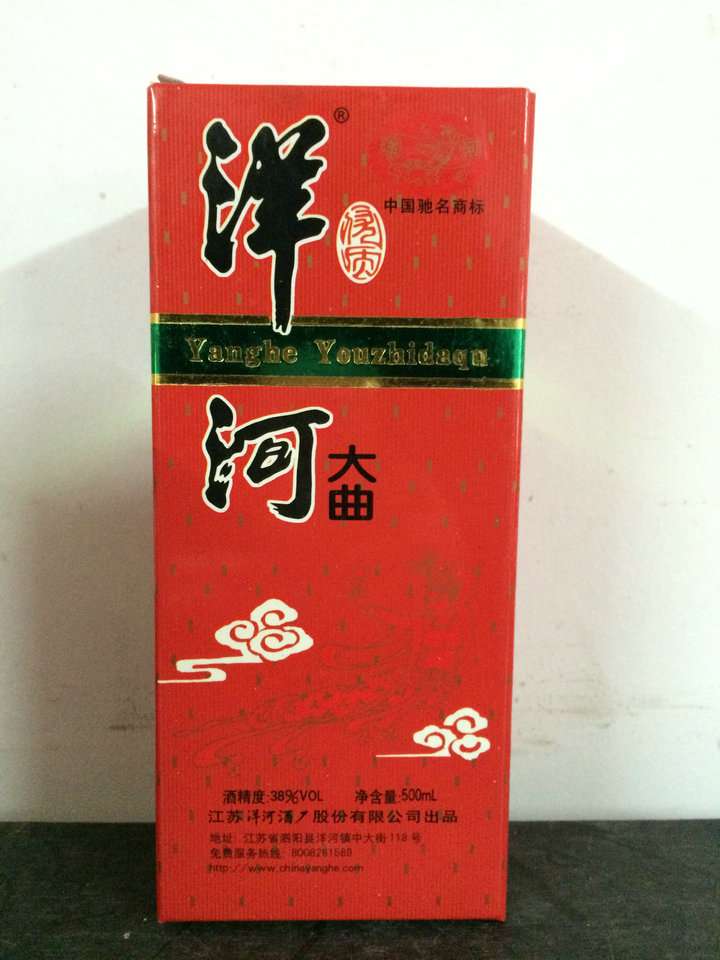 洋®
中国驰名商标
优质
Yanghe Youzhidaqu
河
大曲
酒精度:38%VOL 净含量:500mL
江苏洋河酒厂股份有限公司出品
地址: 江苏省泗阳县洋河镇中大街118号
免费服务热线:
http://www.chinayanghe.com